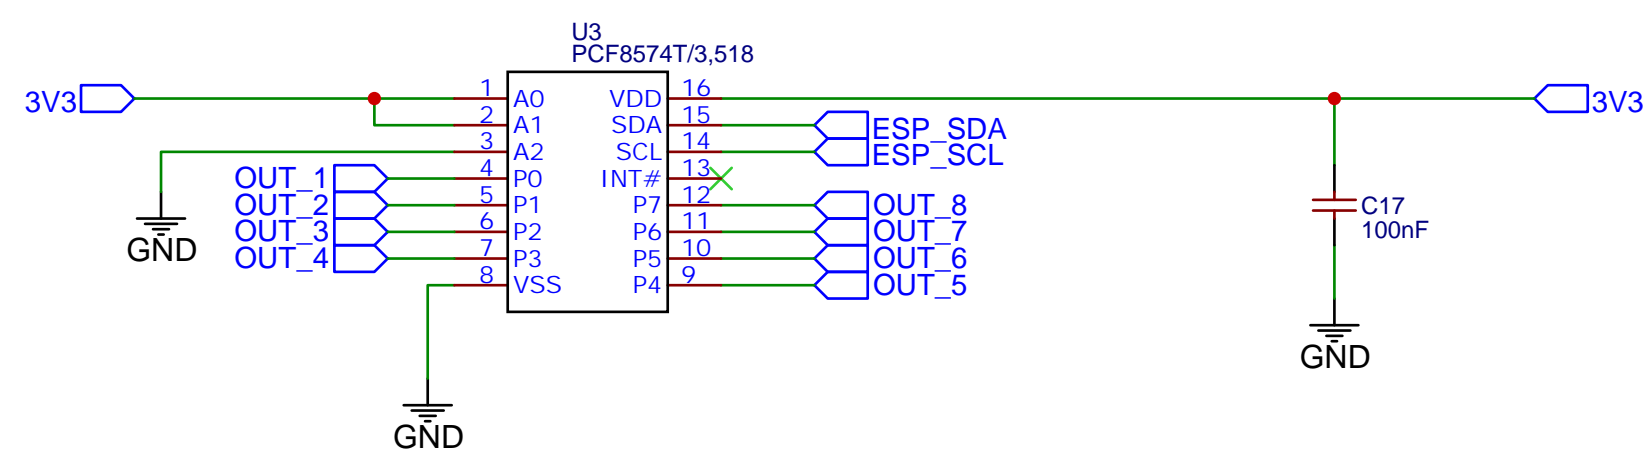 U3
PCF8574T/3,518
3V3
1 A0 VDD 16
3V3
2 A1 SDA 15 ESP_SDA
3 A2 SCL 14 ESP_SCL
OUT_1 4 P0 INT# 13
OUT_2 5 P1 P7 12 OUT_8
OUT_3 6 P2 P6 11 OUT_7
OUT_4 7 P3 P5 10 OUT_6
8 VSS P4 9 OUT_5
GND
C17
100nF
GND
GND